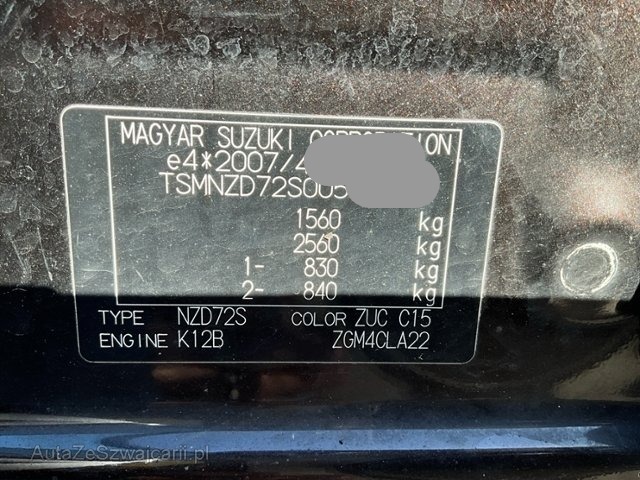 MAGYAR SUZUKI
e4*2007/4
TSMNZD72S005
1560 kg
2560 kg
1- 830 kg
2- 840 kg
TYPE NZD72S COLOR ZUC C15
ENGINE K12B ZGM4CLA22
AutaZeSzwajcarii.pl